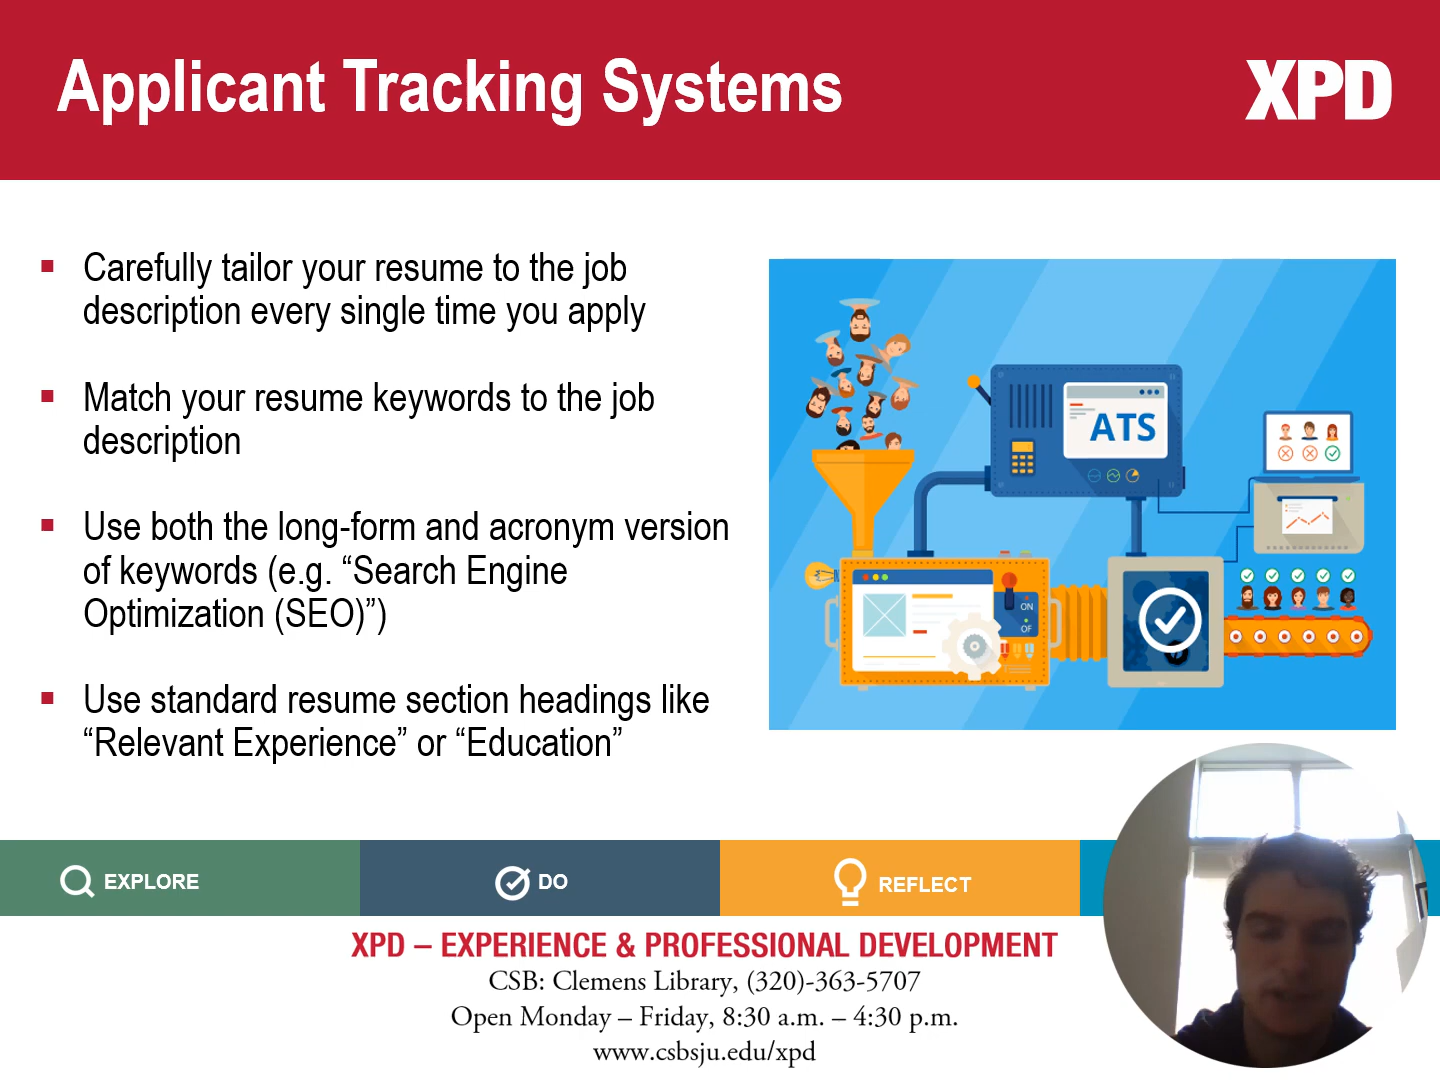 Applicant Tracking Systems
XPD
▪ Carefully tailor your resume to the job
description every single time you apply
▪ Match your resume keywords to the job
description
▪ Use both the long-form and acronym version
of keywords (e.g. “Search Engine
Optimization (SEO)”)
▪ Use standard resume section headings like
“Relevant Experience” or “Education”
ATS
ON
OF
EXPLORE
DO
REFLECT
XPD – EXPERIENCE & PROFESSIONAL DEVELOPMENT
CSB: Clemens Library, (320)-363-5707
Open Monday – Friday, 8:30 a.m. – 4:30 p.m.
www.csbsju.edu/xpd